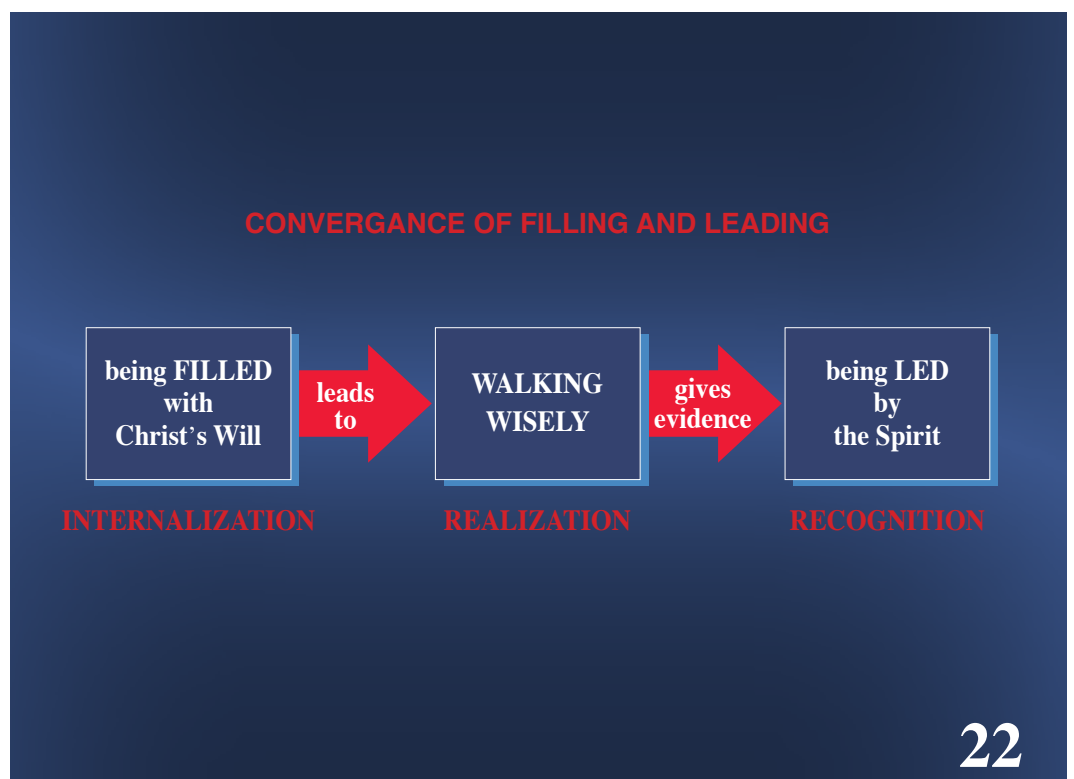 CONVERGANCE OF FILLING AND LEADING
being FILLED
with
Christ's Will
leads
to
WALKING
WISELY
gives
evidence
being LED
by
the Spirit
INTERNALIZATION
REALIZATION
RECOGNITION
22